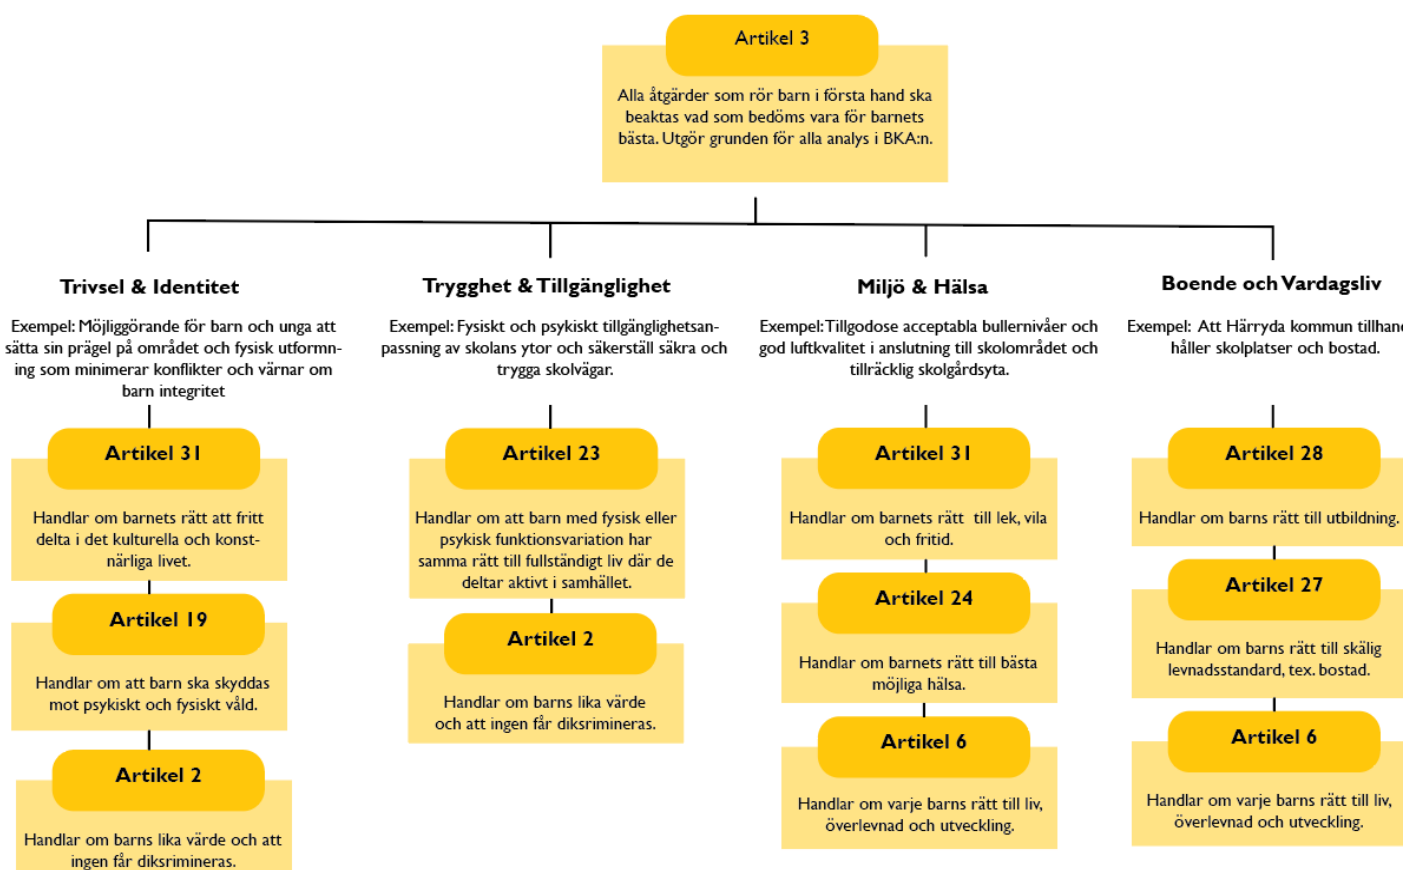 Artikel 3
Alla åtgärder som rör barn i första hand ska
beaktas vad som bedöms vara för barnets
bästa. Utgör grunden för alla analys i BKA:n.
Trivsel & Identitet
Exempel: Möjliggörande för barn och unga att
sätta sin prägel på området och fysisk utformn-
ing som minimerar konflikter och värnar om
barn integritet
Artikel 31
Handlar om barnets rätt att fritt
delta i det kulturella och konst-
närliga livet.
Artikel 19
Handlar om att barn ska skyddas
mot psykiskt och fysiskt våld.
Artikel 2
Handlar om barns lika värde och att
ingen får diksrimineras.
Trygghet & Tillgänglighet
Exempel: Fysiskt och psykiskt tillgänglighetsan-
passning av skolans ytor och säkerställ säkra och
trygga skolvägar.
Artikel 23
Handlar om att barn med fysisk eller
psykisk funktionsvariation har
samma rätt till fullständigt liv där de
deltar aktivt i samhället.
Artikel 2
Handlar om barns lika värde
och att ingen får diksrimineras.
Miljö & Hälsa
Exempel: Tillgodose acceptabla bullernivåer och
god luftkvalitet i anslutning till skolområdet och
tillräcklig skolgårdsyta.
Artikel 31
Handlar om barnets rätt till lek, vila
och fritid.
Artikel 24
Handlar om barnets rätt till bästa
möjliga hälsa.
Artikel 6
Handlar om varje barns rätt till liv,
överlevnad och utveckling.
Boende och Vardagsliv
Exempel: Att Härryda kommun tillhand
håller skolplatser och bostad.
Artikel 28
Handlar om barns rätt till utbildning.
Artikel 27
Handlar om barns rätt till skälig
levnadsstandard, tex. bostad.
Artikel 6
Handlar om varje barns rätt till liv,
överlevnad och utveckling.